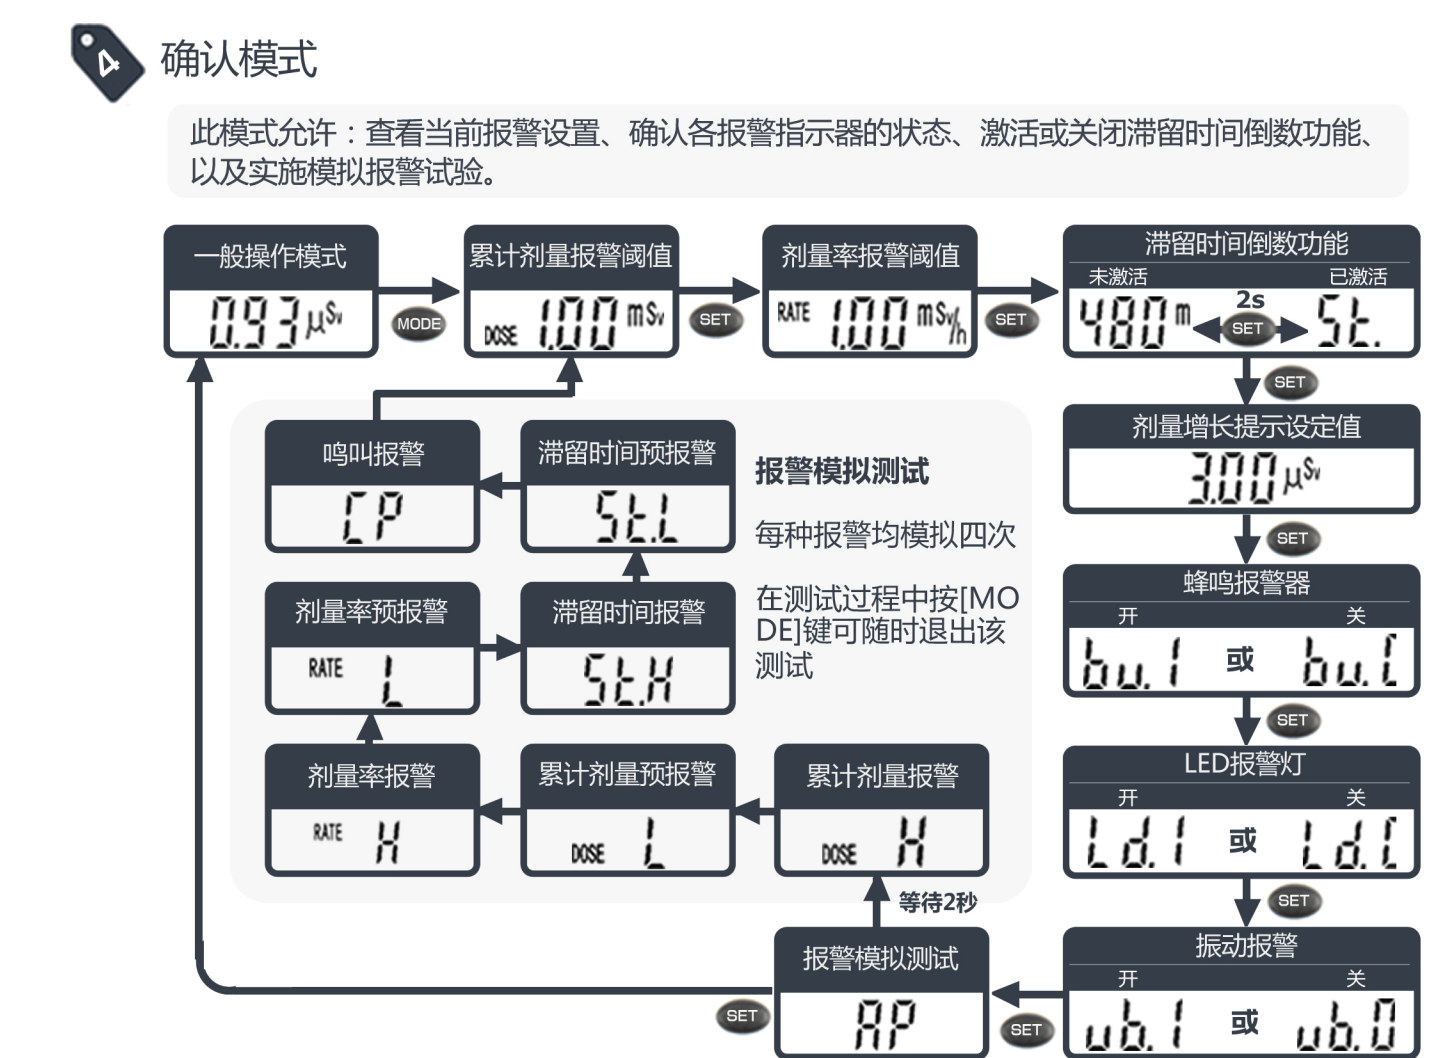 4
确认模式
此模式允许：查看当前报警设置、确认各报警指示器的状态、激活或关闭滞留时间倒数功能、
以及实施模拟报警试验。
一般操作模式
0.93 μSv
MODE
累计剂量报警阈值
DOSE 1.00 mSv
SET
剂量率报警阈值
RATE 1.00 mSv/h
SET
滞留时间倒数功能
未激活 已激活
480 m 2s SET St.
SET
剂量增长提示设定值
3.00 μSv
SET
蜂鸣报警器
开 关
bu. 1 或 bu. [
SET
LED报警灯
开 关
Ld. 1 或 Ld. [
SET
振动报警
开 关
ub. 1 或 ub. 0
SET
报警模拟测试
AP
SET
等待2秒
累计剂量报警
DOSE H
累计剂量预报警
DOSE L
剂量率报警
RATE H
剂量率预报警
RATE L
滞留时间报警
St.H
滞留时间预报警
St.L
鸣叫报警
[P
报警模拟测试
每种报警均模拟四次
在测试过程中按[MO
DE]键可随时退出该
测试